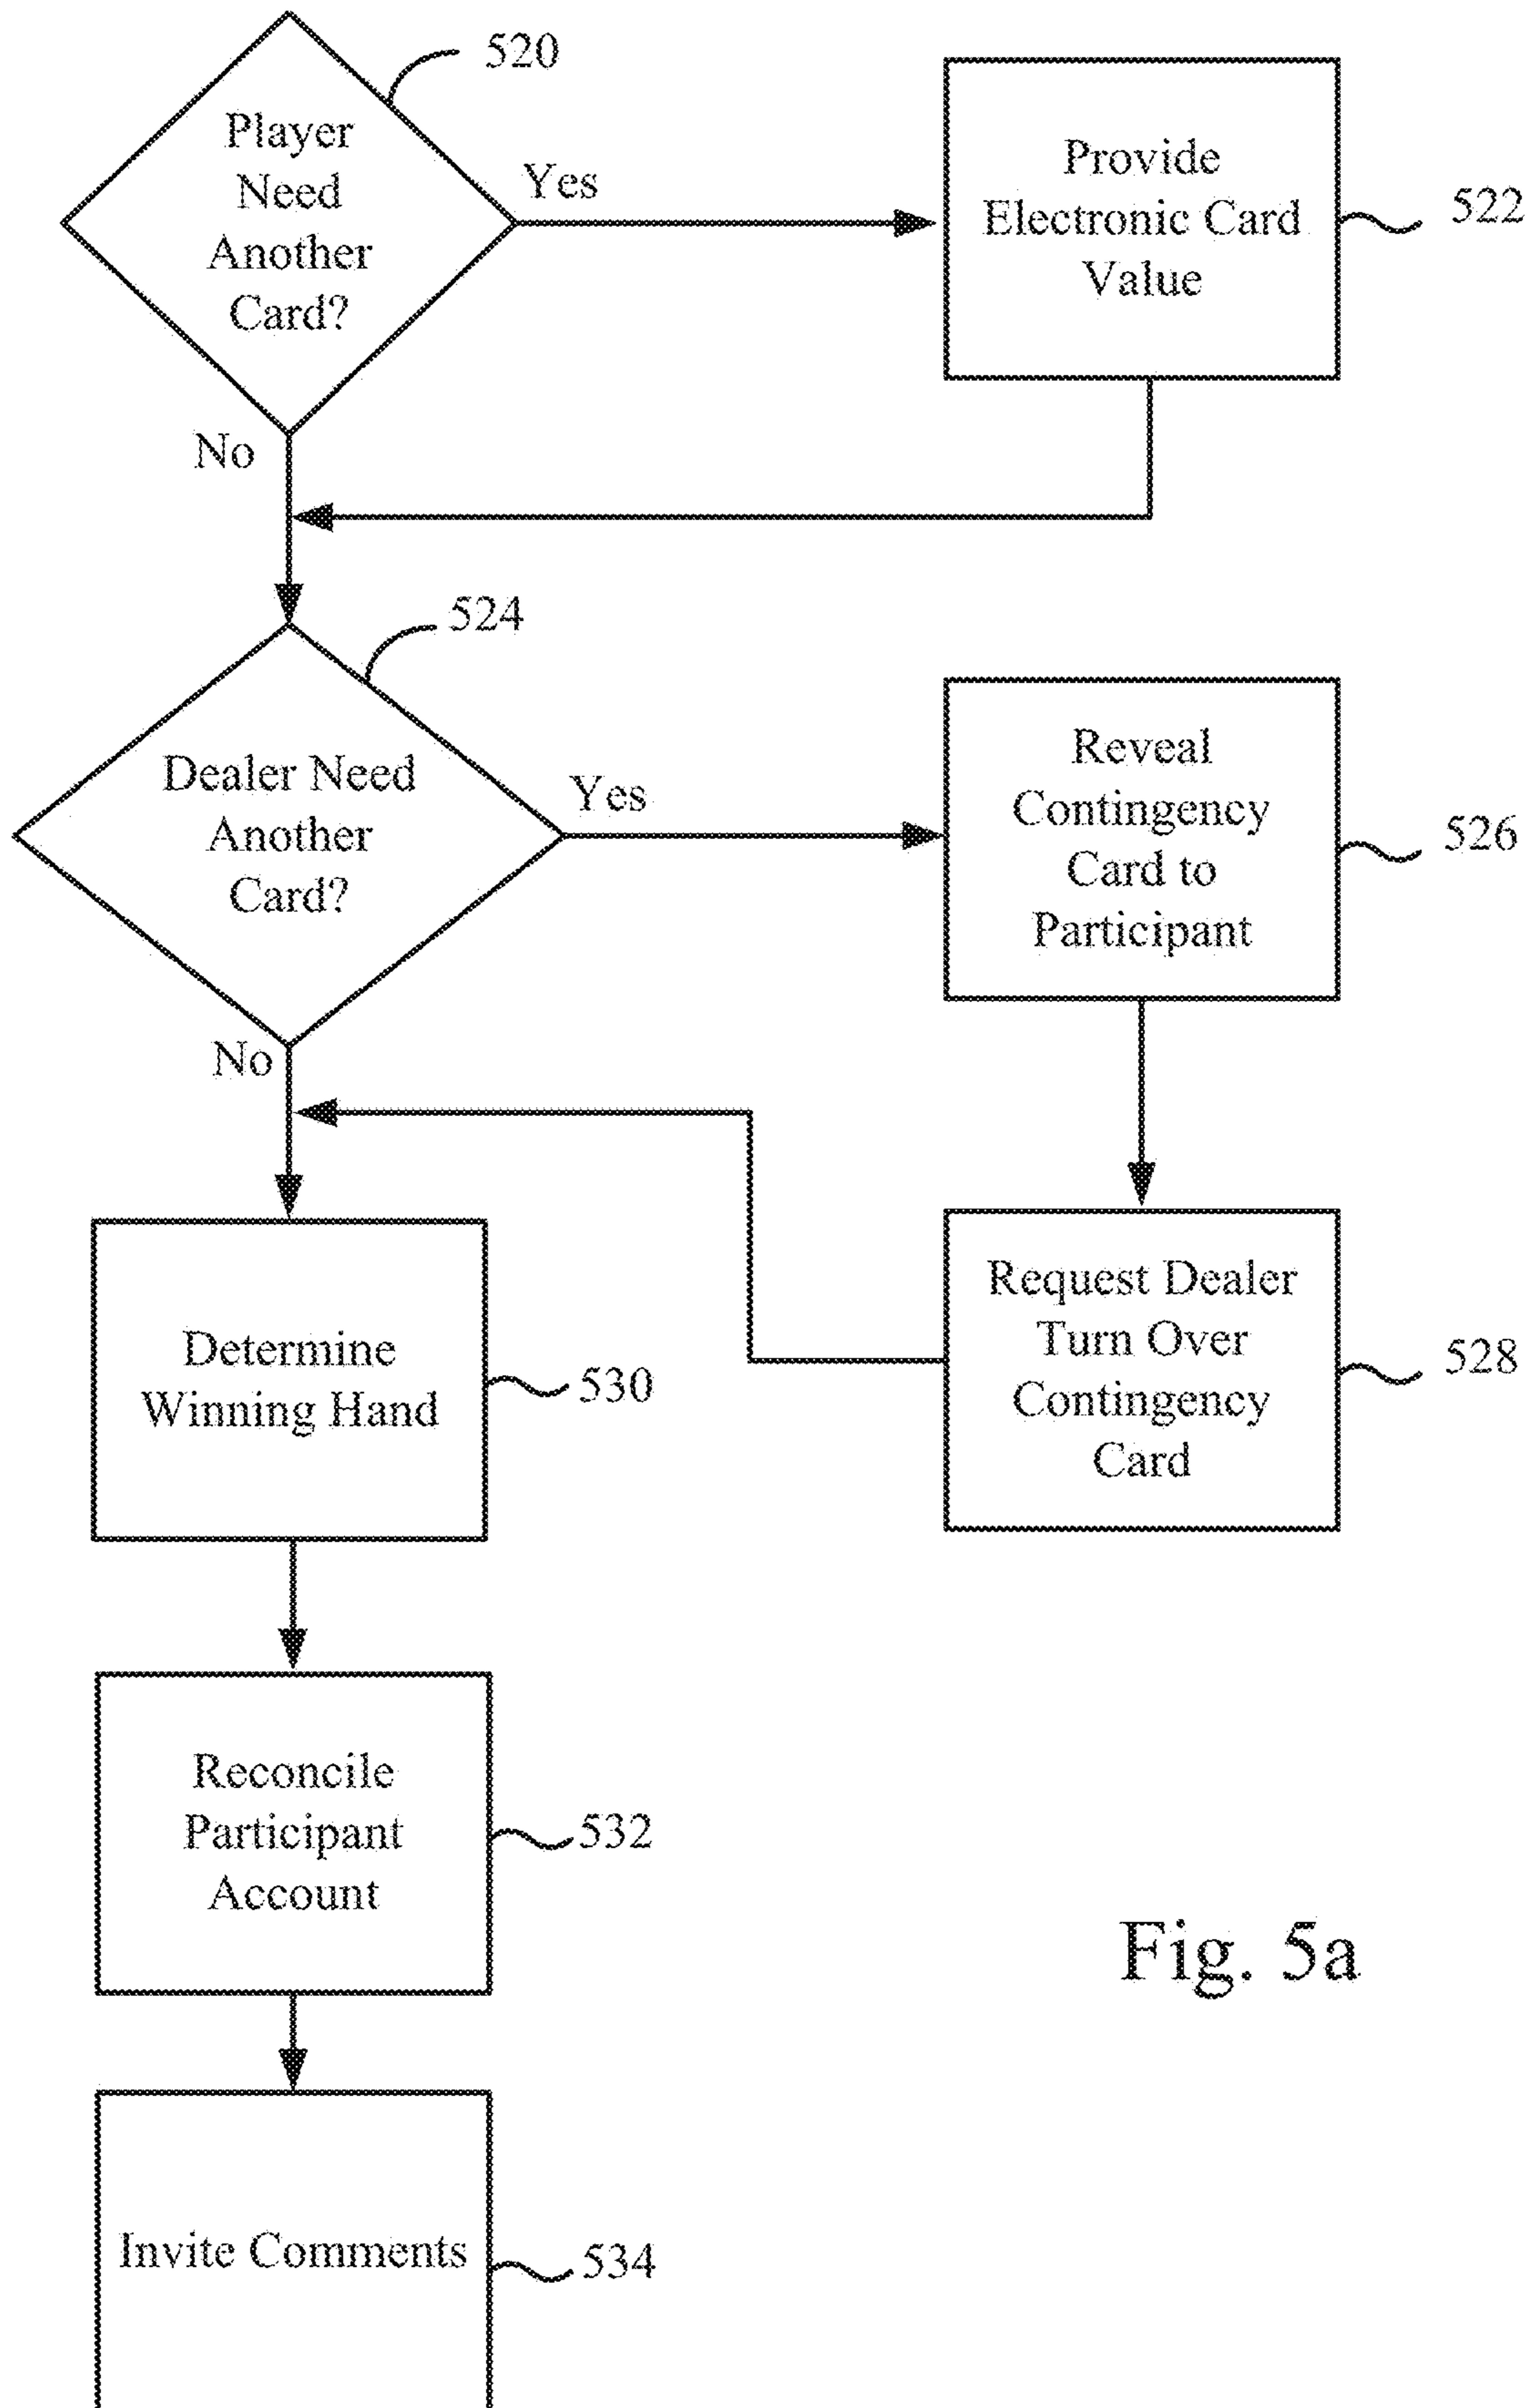 520
Player
Need
Another
Card?
Yes
Provide
Electronic Card
Value
522
No
524
Dealer Need
Another
Card?
Yes
Reveal
Contingency
Card to
Participant
526
No
Request Dealer
Turn Over
Contingency
Card
528
Determine
Winning Hand
530
Reconcile
Participant
Account
532
Fig. 5a
Invite Comments
534